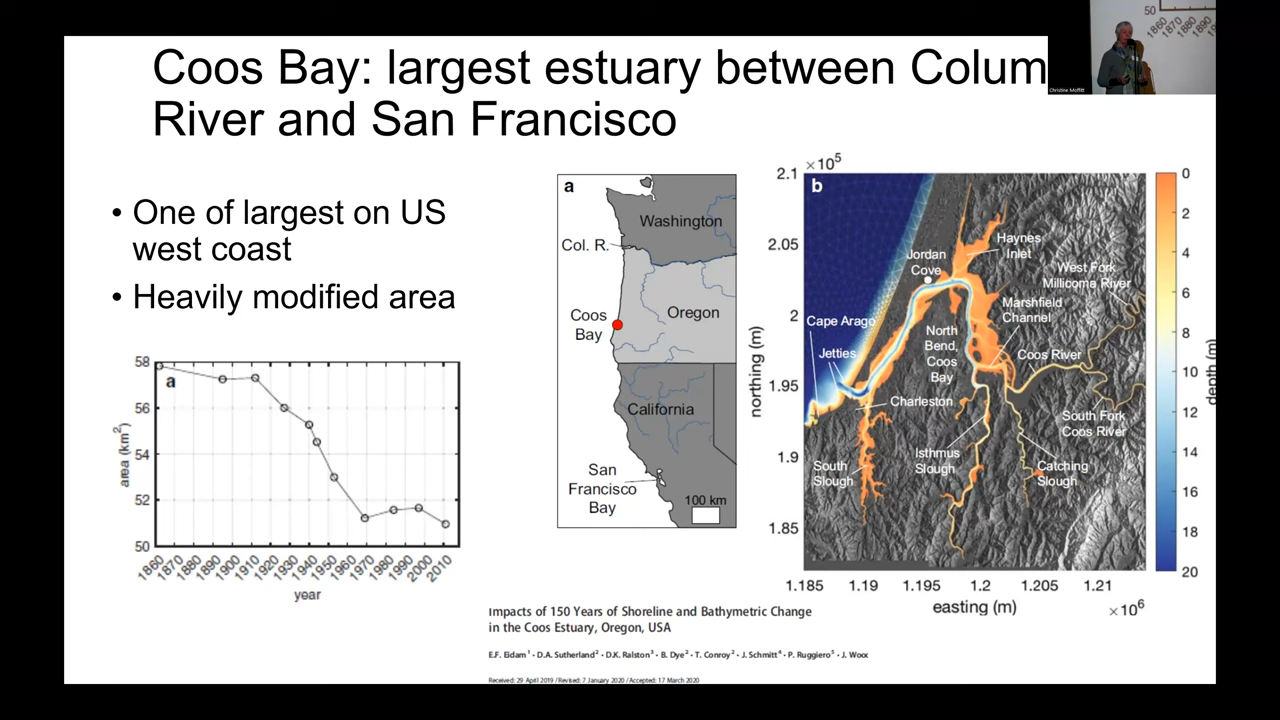 Coos Bay: largest estuary between Colum
River and San Francisco
• One of largest on US
west coast
• Heavily modified area
a
58
56
54
52
50
area (km²)
1860
1870
1880
1890
1900
1910
1920
1930
1940
1950
1960
1970
1980
1990
2000
2010
year
a
Washington
Col. R.
Oregon
Coos
Bay
California
San
Francisco
Bay
100 km
b
×10⁵
2.1
2.05
2
1.95
1.9
1.85
northing (m)
Haynes
Inlet
Jordan
Cove
West Fork
Millicoma River
Marshfield
Channel
Cape Arago
North
Bend,
Coos
Bay
Jetties
Coos River
Charleston
South Fork
Coos River
Isthmus
Slough
South
Slough
Catching
Slough
1.185
1.19
1.195
1.2
1.205
1.21
×10⁶
easting (m)
0
2
4
6
8
10
12
14
16
18
20
depth (m)
Impacts of 150 Years of Shoreline and Bathymetric Change
in the Coos Estuary, Oregon, USA
E.F. Eidam¹ · D.A. Sutherland² · D.K. Ralston³ · B. Dye² · T. Conroy² · J. Schmitt⁴ · P. Ruggiero⁵ · J. Wood
Received: 29 April 2019 / Revised: 7 January 2020 / Accepted: 17 March 2020
50
1860
1870
1880
1890
Christine Moffitt